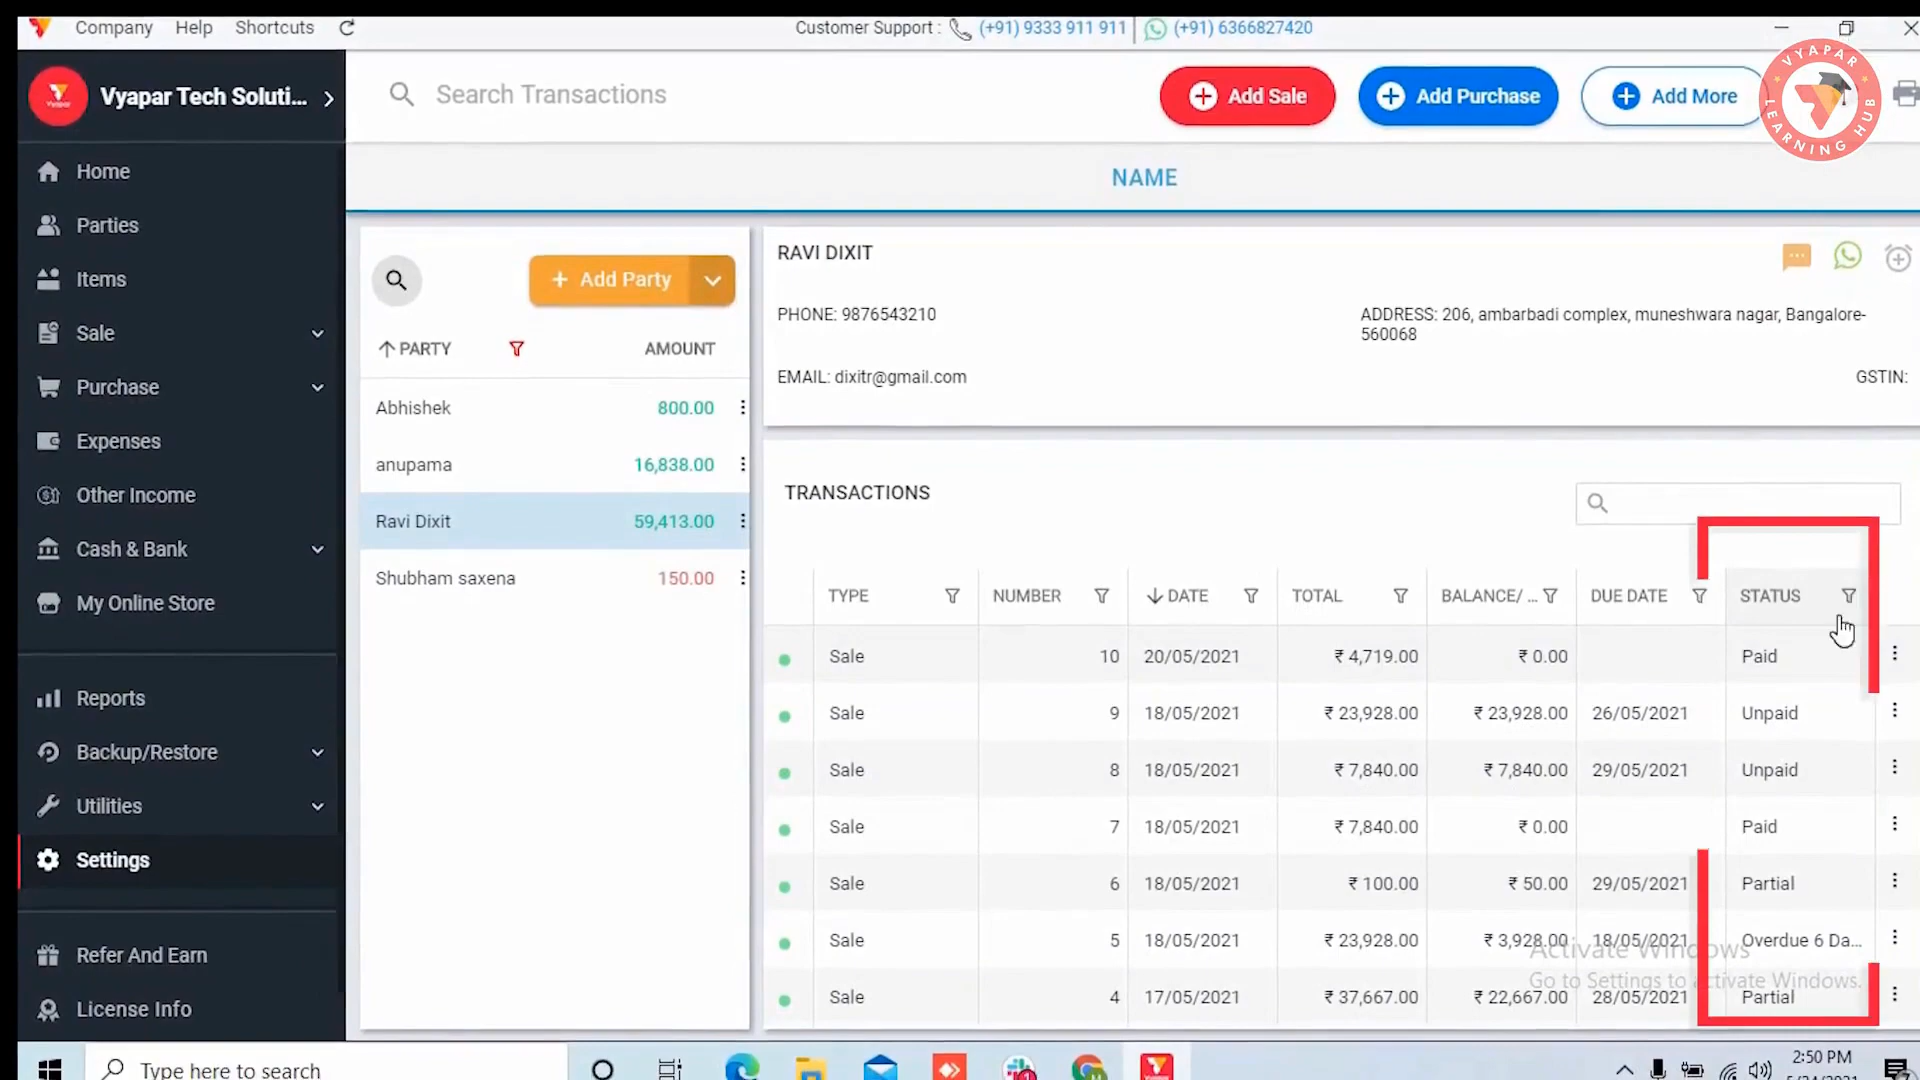 Company Help Shortcuts
Customer Support : (+91) 9333 911 911 | (+91) 6366827420
VYAPAR LEARNING HUB
Vyapar
Vyapar Tech Soluti...
Search Transactions
Add Sale
Add Purchase
Add More
Home
Parties
Items
Sale
Purchase
Expenses
Other Income
Cash & Bank
My Online Store
Reports
Backup/Restore
Utilities
Settings
Refer And Earn
License Info
NAME
+ Add Party
PARTY AMOUNT
Abhishek 800.00
anupama 16,838.00
Ravi Dixit 59,413.00
Shubham saxena 150.00
RAVI DIXIT
PHONE: 9876543210
ADDRESS: 206, ambarbadi complex, muneshwara nagar, Bangalore-
560068
EMAIL: dixitr@gmail.com
GSTIN:
TRANSACTIONS
TYPE NUMBER DATE TOTAL BALANCE/ ... DUE DATE STATUS
Sale 10 20/05/2021 ₹ 4,719.00 ₹ 0.00 Paid
Sale 9 18/05/2021 ₹ 23,928.00 ₹ 23,928.00 26/05/2021 Unpaid
Sale 8 18/05/2021 ₹ 7,840.00 ₹ 7,840.00 29/05/2021 Unpaid
Sale 7 18/05/2021 ₹ 7,840.00 ₹ 0.00 Paid
Sale 6 18/05/2021 ₹ 100.00 ₹ 50.00 29/05/2021 Partial
Sale 5 18/05/2021 ₹ 23,928.00 ₹ 3,928.00 18/05/2021 Overdue 6 Da...
Sale 4 17/05/2021 ₹ 37,667.00 ₹ 22,667.00 28/05/2021 Partial
Activate Windows
Go to Settings to activate Windows.
Type here to search
2:50 PM